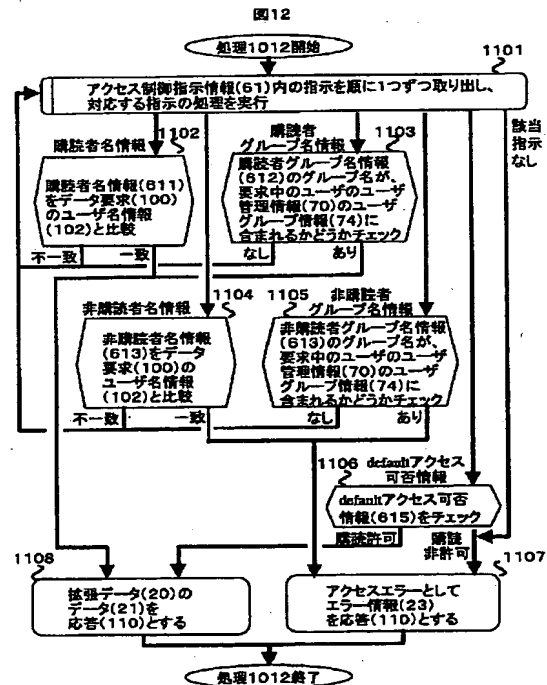 図12
処理1012開始
1101
アクセス制御指示情報(61)内の指示を順に1つずつ取り出し、
対応する指示の処理を実行
該当
指示
なし
購読者名情報
1102
購読者名情報(611)
をデータ要求(100)
のユーザ名情報
(102)と比較
不一致
一致
購読者
グループ名情報
1103
購読者グループ名情報
(612)のグループ名が、
要求中のユーザのユーザ
管理情報(70)のユーザ
グループ情報(74)に
含まれるかどうかチェック
なし
あり
非購読者名情報
1104
非購読者名情報
(613)をデータ
要求(100)の
ユーザ名情報
(102)と比較
不一致
一致
1105
非購読者
グループ名情報
非購読者グループ名情報
(613)のグループ名が、
要求中のユーザのユーザ
管理情報(70)のユーザ
グループ情報(74)に
含まれるかどうかチェック
なし
あり
1106
defaultアクセス
可否情報
defaultアクセス可否
情報(615)をチェック
購読許可
購読
非許可
1108
拡張データ(20)の
データ(21)を
応答(110)とする
1107
アクセスエラーとして
エラー情報(23)
を応答(110)とする
処理1012終了